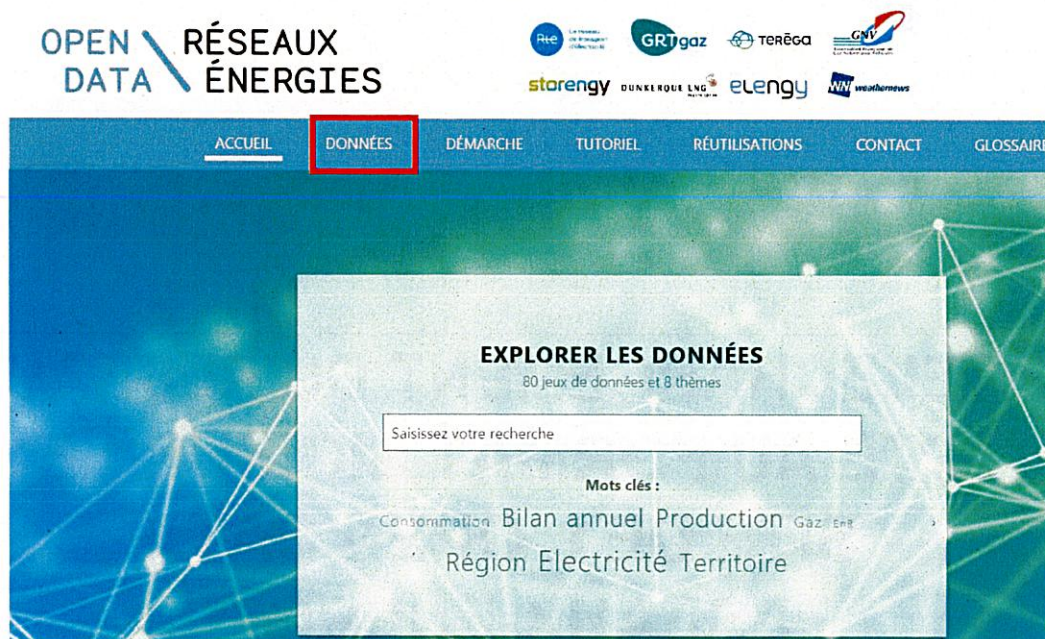 OPEN DATA
RÉSEAUX ÉNERGIES
Rte
GRTgaz
TERĒGA
GNV
storengy
DUNKERQUE LNG
eLengy
WNI weathernews
ACCUEIL DONNÉES DÉMARCHE TUTORIEL RÉUTILISATIONS CONTACT GLOSSAIRE
EXPLORER LES DONNÉES
80 jeux de données et 8 thèmes
Saisissez votre recherche
Mots clés :
Consommation Bilan annuel Production Gaz EnR
Région Electricité Territoire